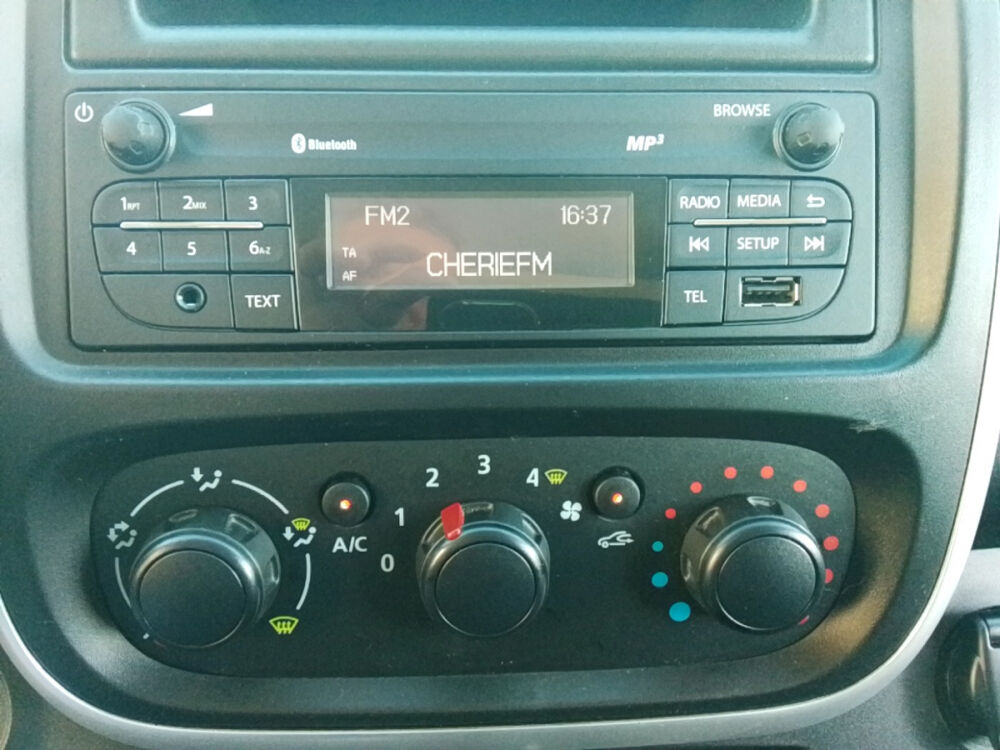 BROWSE
Bluetooth MP3
1RPT 2MIX 3 RADIO MEDIA
4 5 6A-Z SETUP
TEXT TEL
FM2 16:37
TA
AF CHERIEFM
0 1 2 3 4
A/C